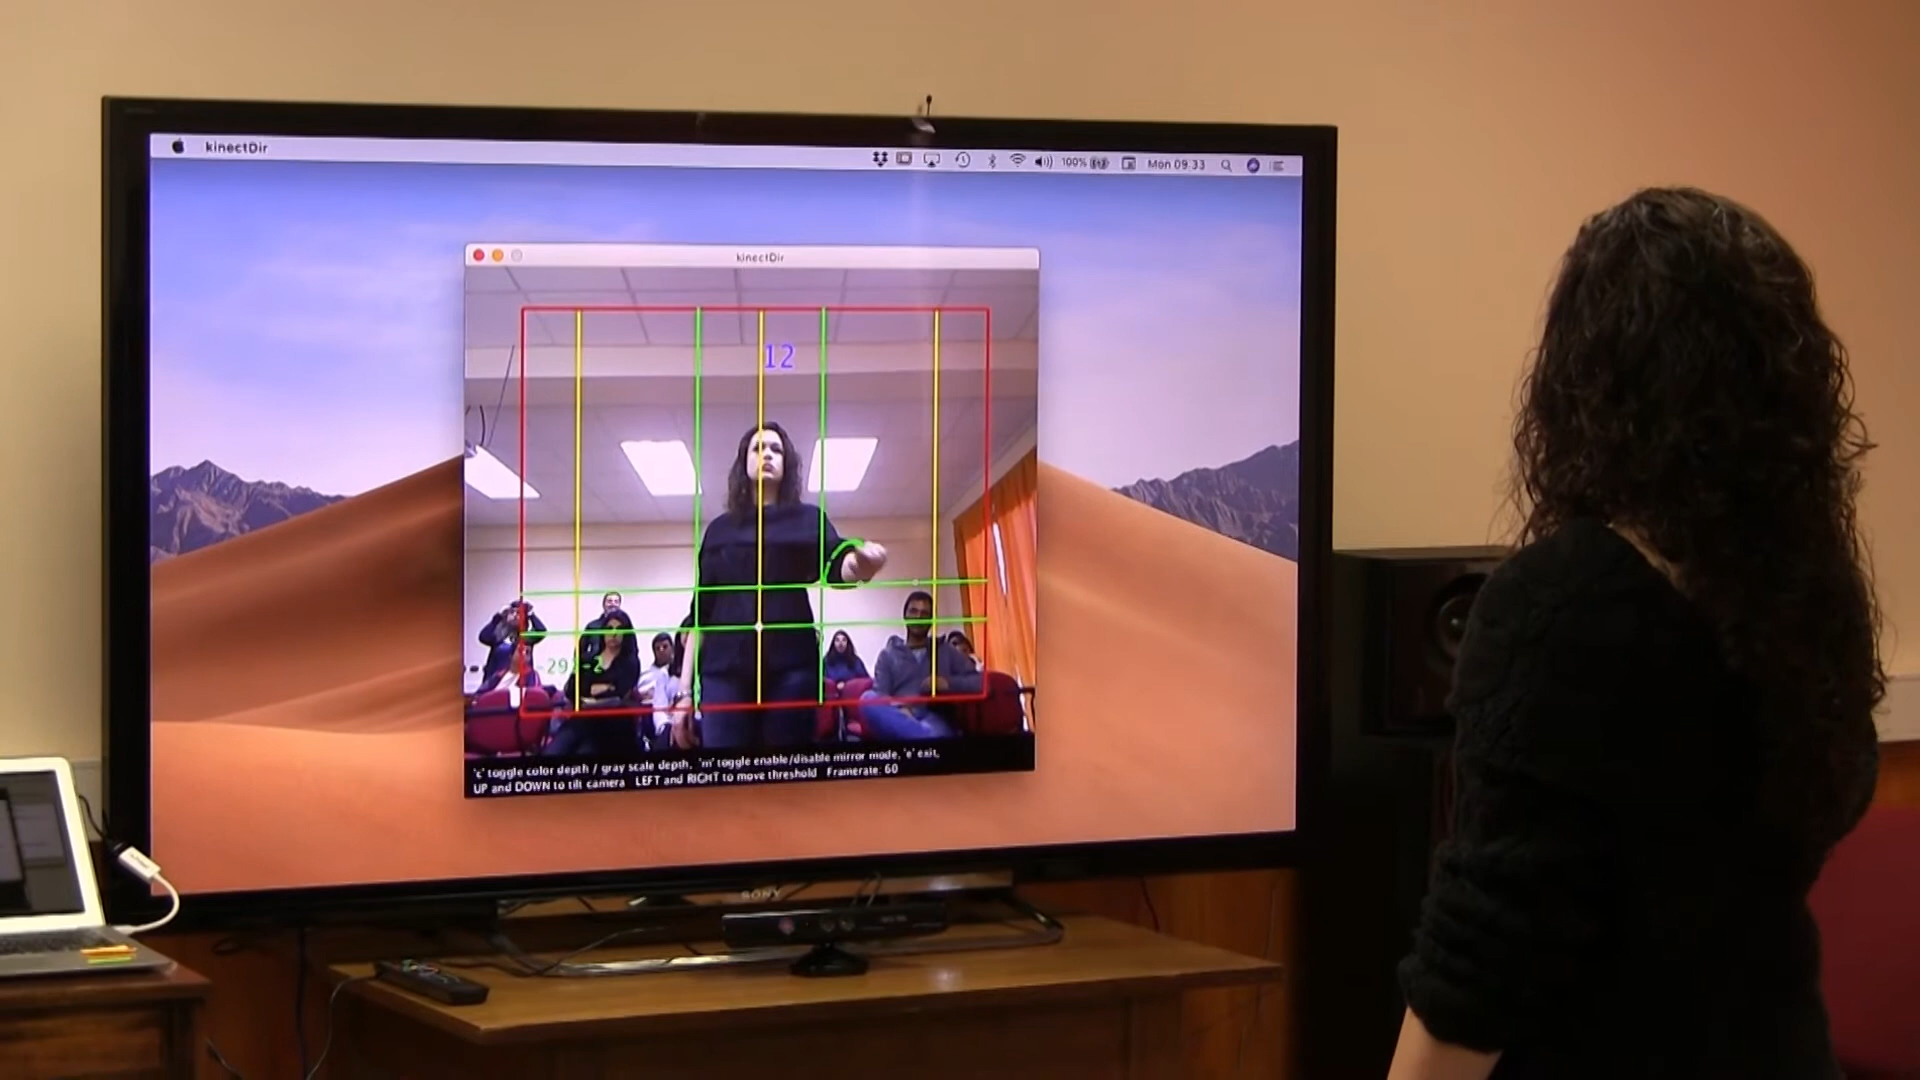 kinectDir
100%
Mon 09:33
kinectDir
12
'c' toggle color depth / gray scale depth, 'm' toggle enable/disable mirror mode, 'e' exit,
UP and DOWN to tilt camera LEFT and RIGHT to move threshold Framerate: 60
SONY